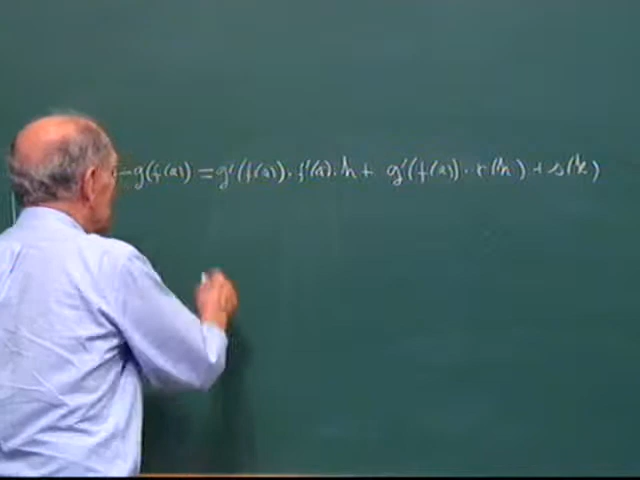 - g(f(a)) = g'(f(a)) · f'(a) · h + g'(f(a)) · r(h) + s(k)